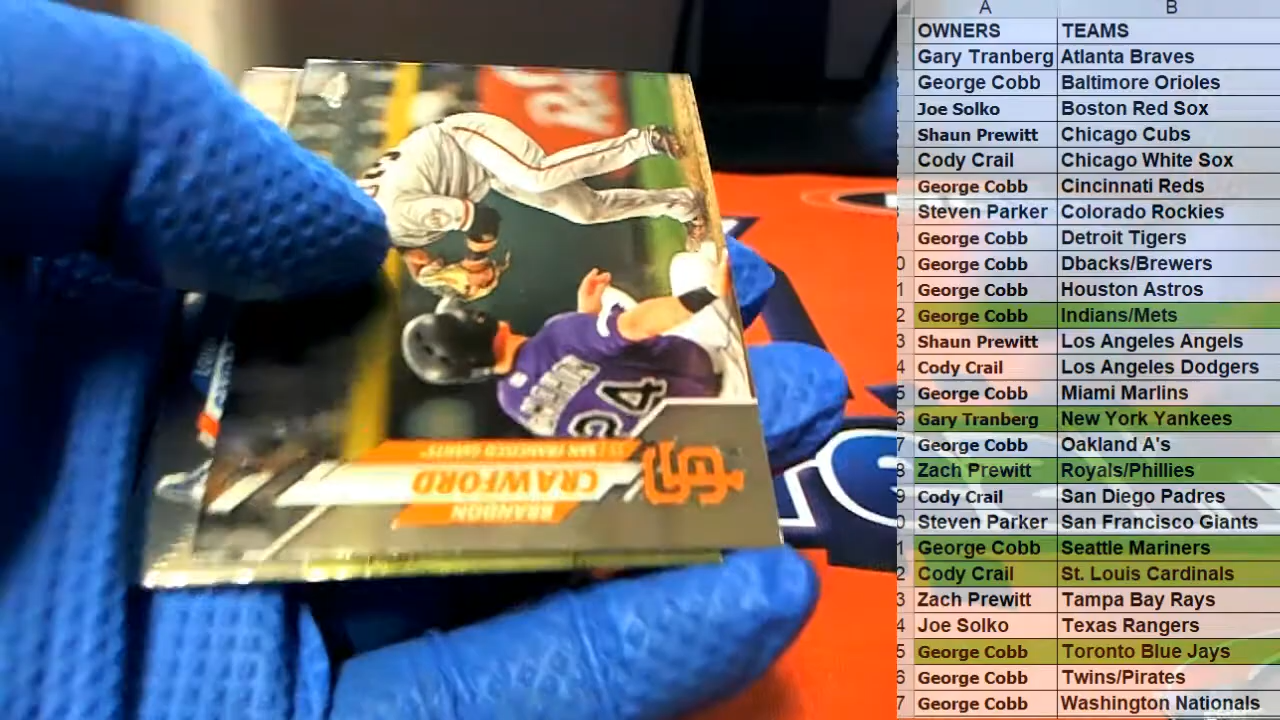 A B
OWNERS TEAMS
Gary Tranberg Atlanta Braves
George Cobb Baltimore Orioles
Joe Solko Boston Red Sox
Shaun Prewitt Chicago Cubs
Cody Crail Chicago White Sox
George Cobb Cincinnati Reds
Steven Parker Colorado Rockies
George Cobb Detroit Tigers
George Cobb Dbacks/Brewers
George Cobb Houston Astros
George Cobb Indians/Mets
Shaun Prewitt Los Angeles Angels
Cody Crail Los Angeles Dodgers
George Cobb Miami Marlins
Gary Tranberg New York Yankees
George Cobb Oakland A's
Zach Prewitt Royals/Phillies
Cody Crail San Diego Padres
Steven Parker San Francisco Giants
George Cobb Seattle Mariners
Cody Crail St. Louis Cardinals
Zach Prewitt Tampa Bay Rays
Joe Solko Texas Rangers
George Cobb Toronto Blue Jays
George Cobb Twins/Pirates
George Cobb Washington Nationals
BRANDON
CRAWFORD
SAN FRANCISCO GIANTS
SF
24